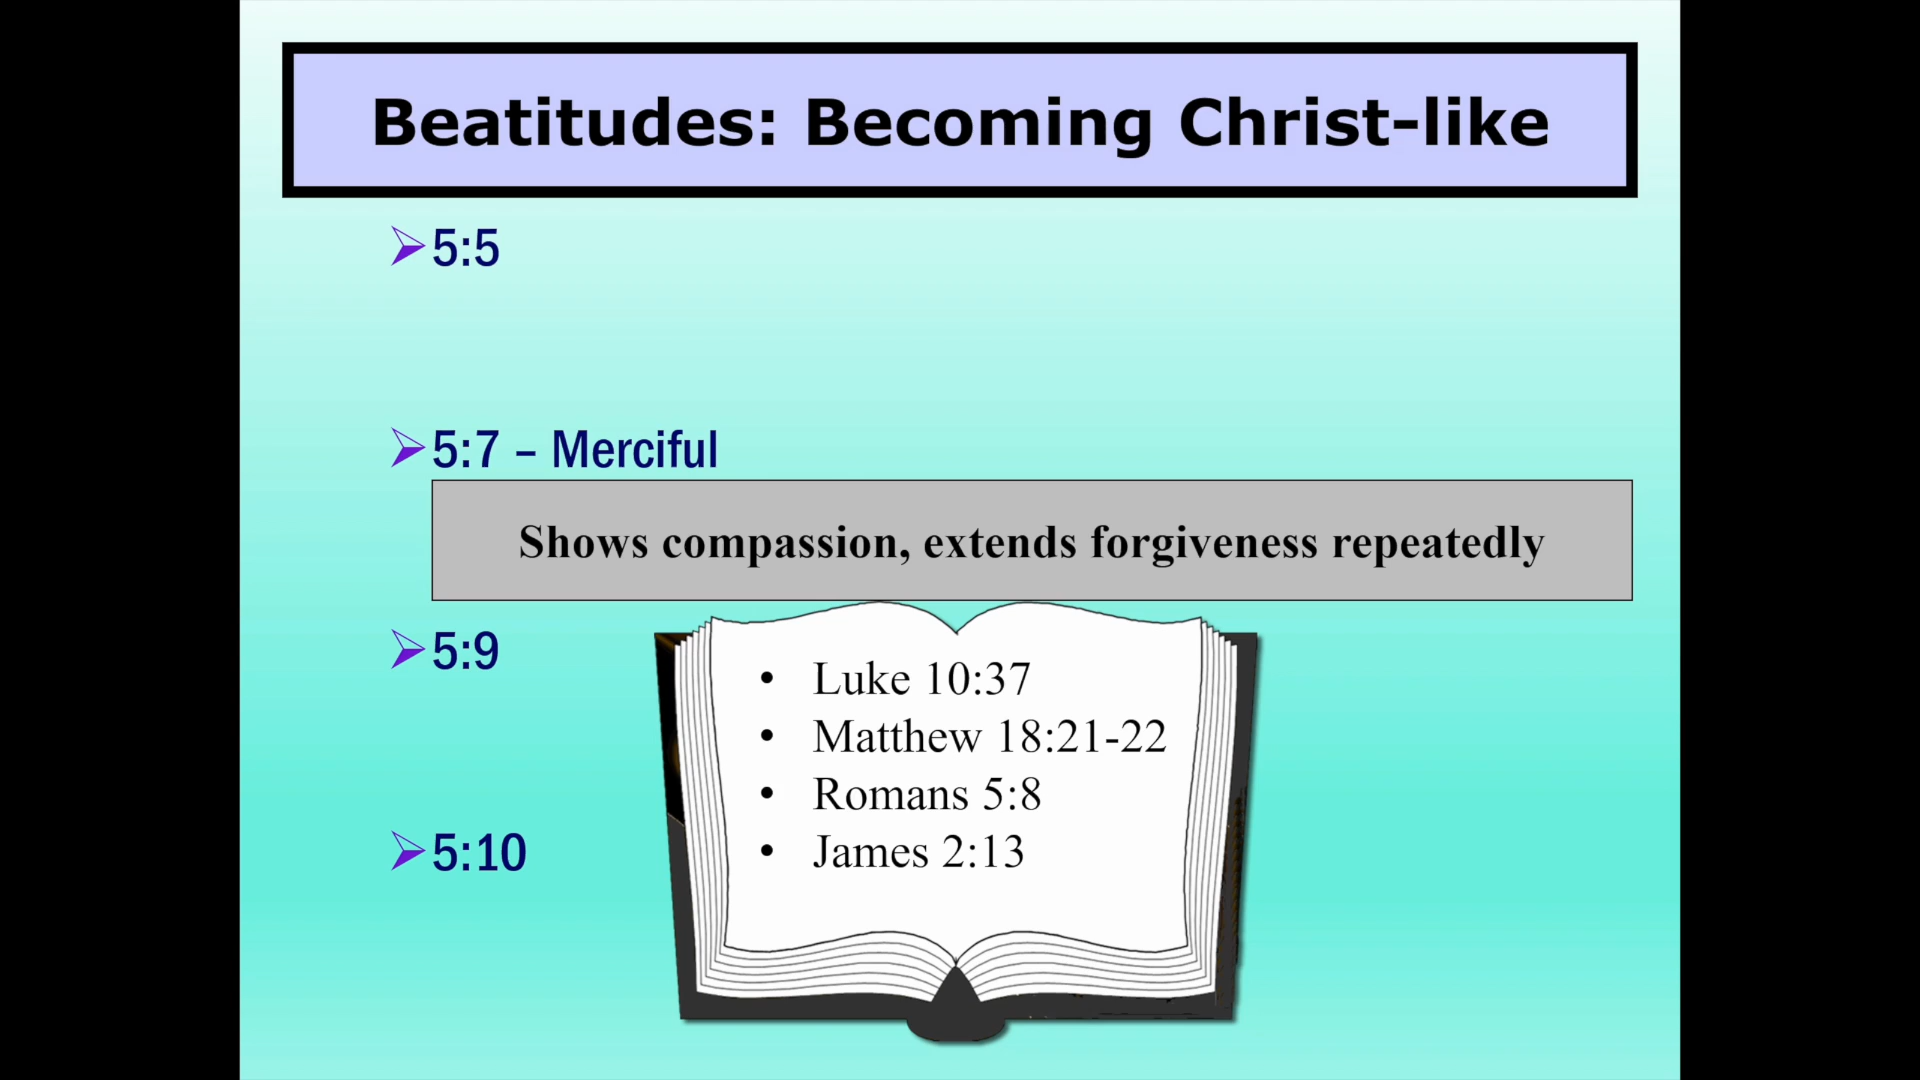 Beatitudes: Becoming Christ-like
➢5:5
➢5:7 – Merciful
Shows compassion, extends forgiveness repeatedly
➢5:9
• Luke 10:37
• Matthew 18:21-22
• Romans 5:8
• James 2:13
➢5:10